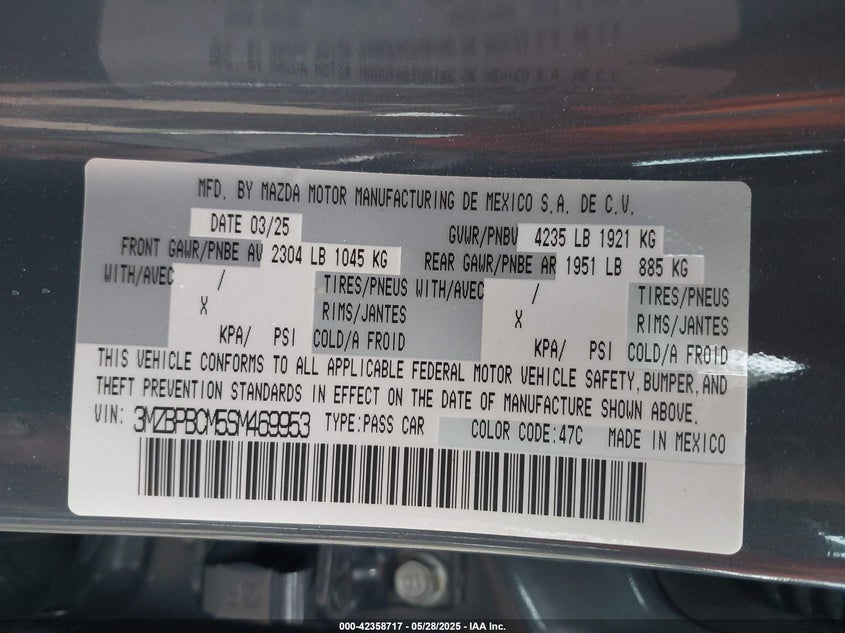 MFD. BY MAZDA MOTOR MANUFACTURING DE MEXICO S.A. DE C.V.
DATE 03/25 GVWR/PNBV 4235 LB 1921 KG
FRONT GAWR/PNBE AV 2304 LB 1045 KG REAR GAWR/PNBE AR 1951 LB 885 KG
WITH/AVEC / TIRES/PNEUS WITH/AVEC / TIRES/PNEUS
X RIMS/JANTES X RIMS/JANTES
KPA/ PSI COLD/A FROID KPA/ PSI COLD/A FROID
THIS VEHICLE CONFORMS TO ALL APPLICABLE FEDERAL MOTOR VEHICLE SAFETY, BUMPER, AND
THEFT PREVENTION STANDARDS IN EFFECT ON THE DATE OF MANUFACTURE SHOWN ABOVE.
VIN: 3MZBPBCM5SM469953 TYPE: PASS CAR COLOR CODE: 47C MADE IN MEXICO
000-42358717 - 05/28/2025 - IAA Inc.